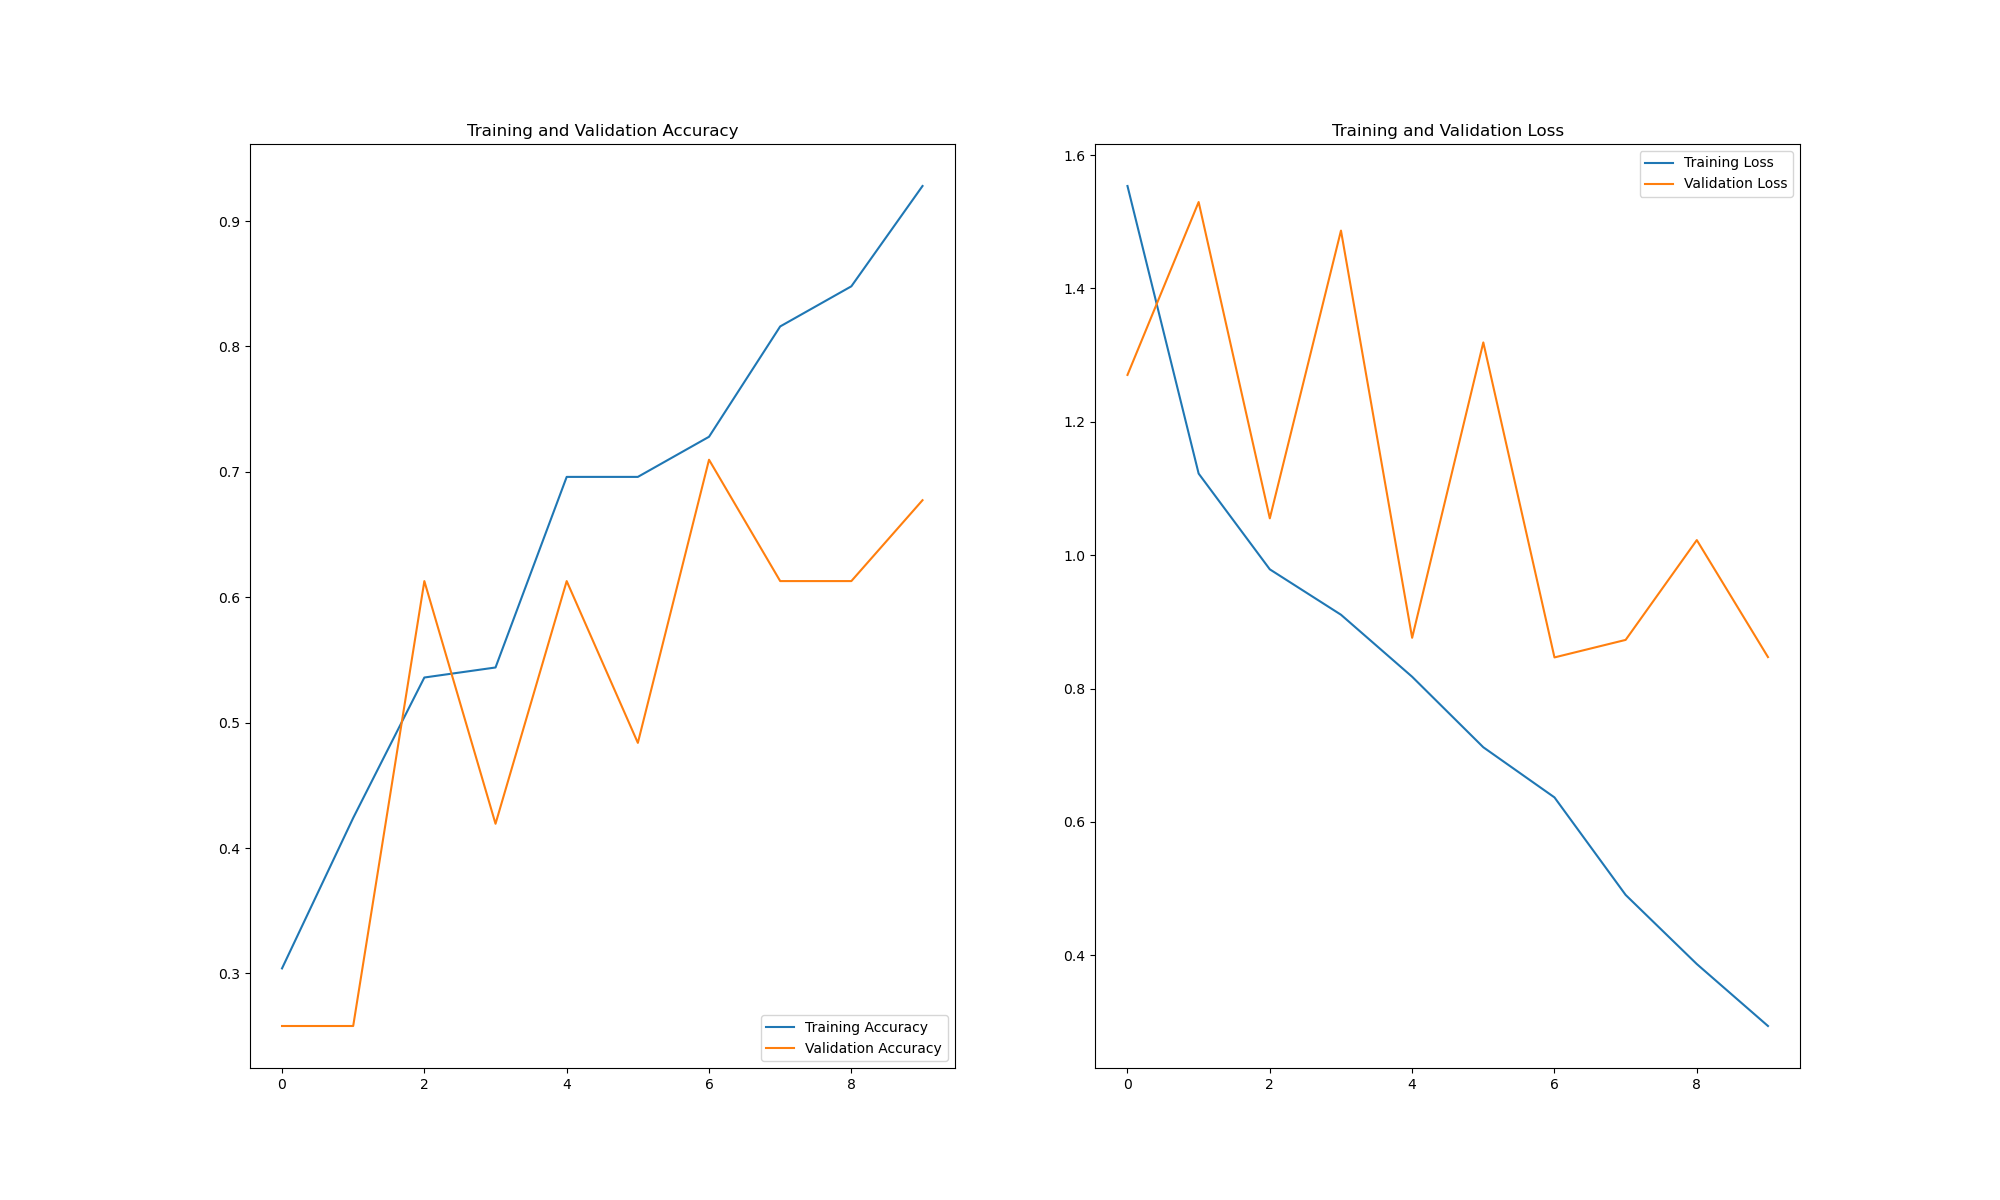 Training and Validation Accuracy
0.9
0.8
0.7
0.6
0.5
0.4
0.3
Training Accuracy
Validation Accuracy
0 2 4 6 8
Training and Validation Loss
1.6
Training Loss
Validation Loss
1.4
1.2
1.0
0.8
0.6
0.4
0 2 4 6 8